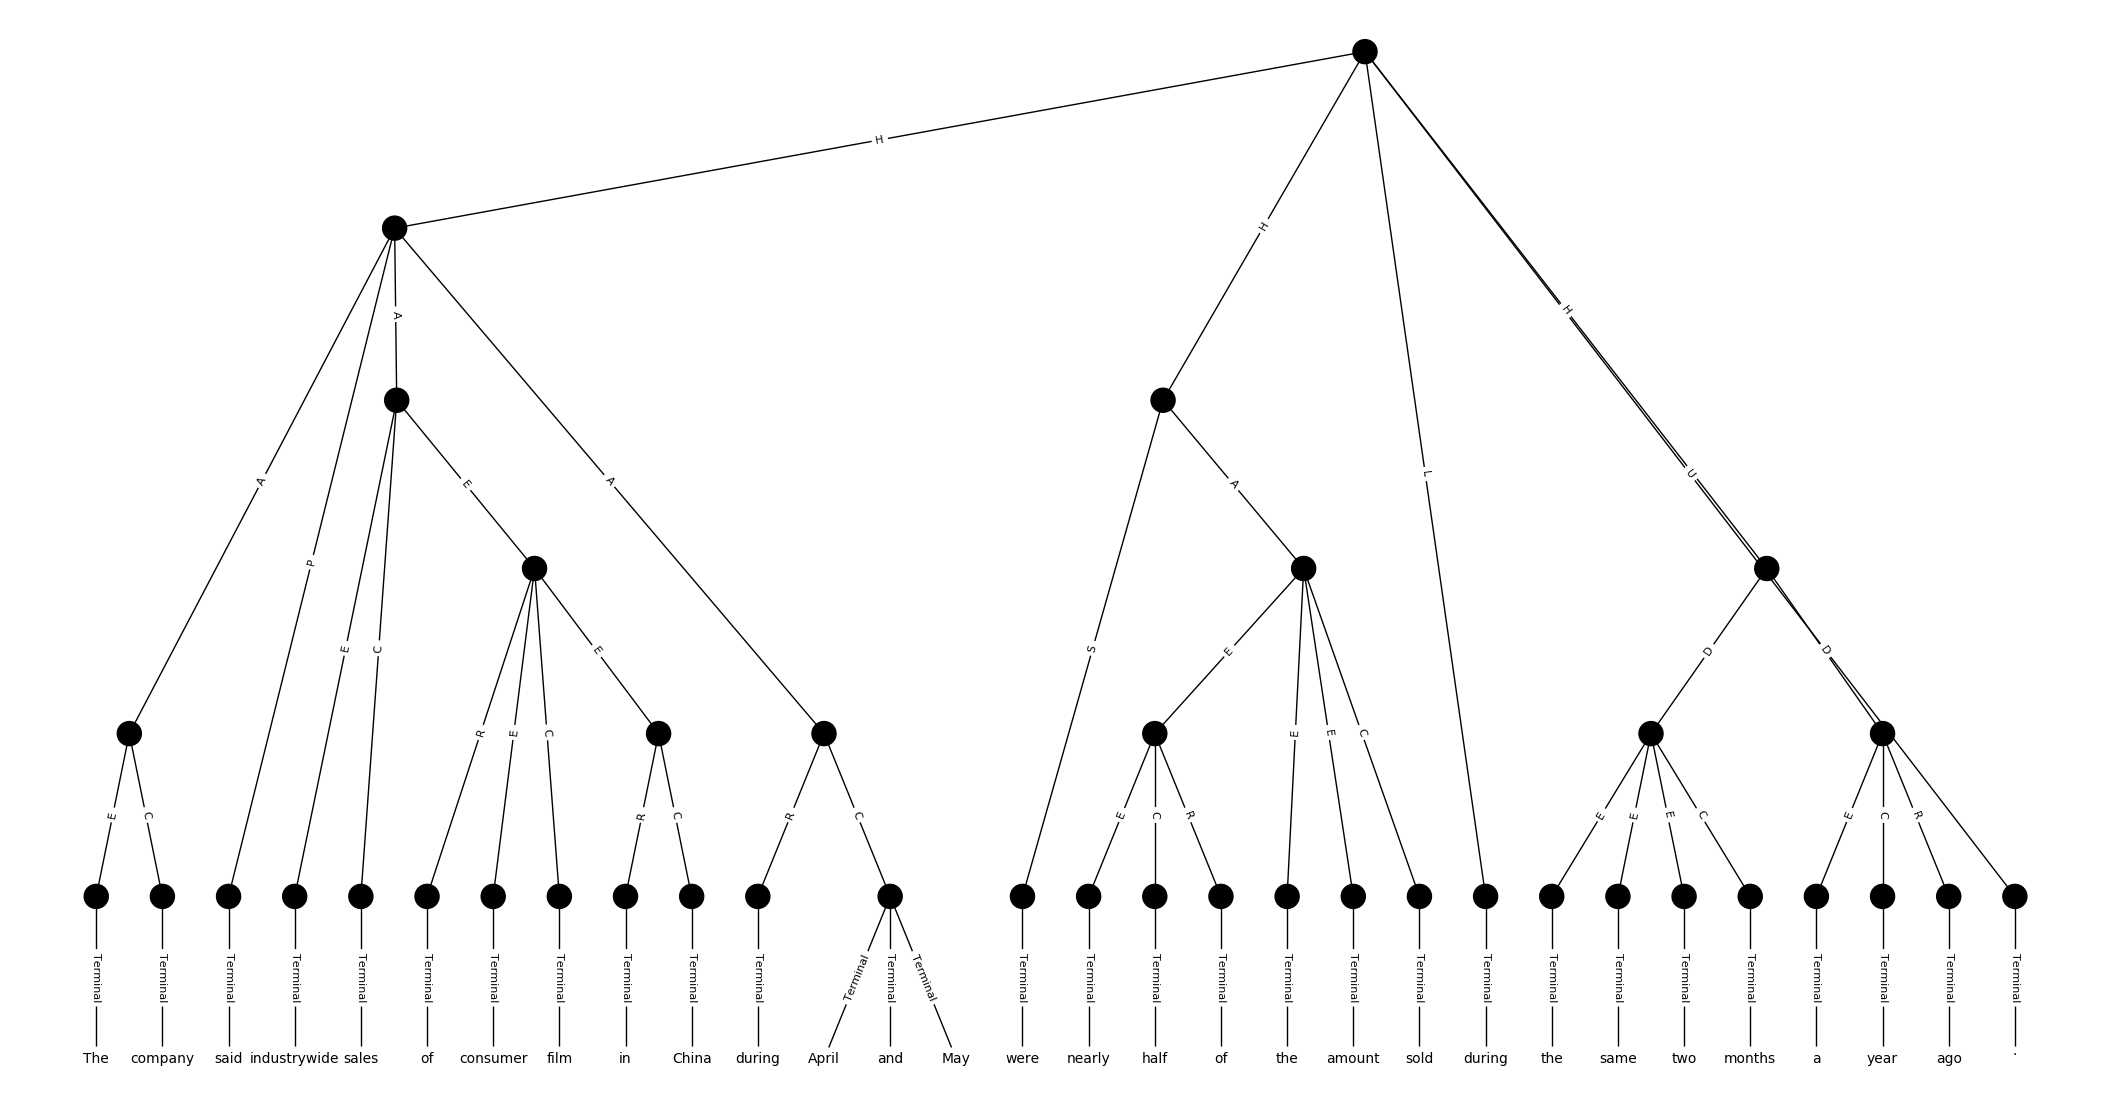 H
H
A
H
A
A
P
E
A
L
U
E
C
E
S
E
D
D
R
E
C
E
E
E
C
E
C
R
C
R
C
E
C
R
E
E
E
C
E
C
R
Terminal Terminal Terminal Terminal Terminal Terminal Terminal Terminal Terminal Terminal Terminal Terminal Terminal Terminal Terminal Terminal Terminal Terminal Terminal Terminal Terminal Terminal Terminal Terminal Terminal Terminal Terminal Terminal Terminal Terminal
The company said industrywide sales of consumer film in China during April and May were nearly half of the amount sold during the same two months a year ago .